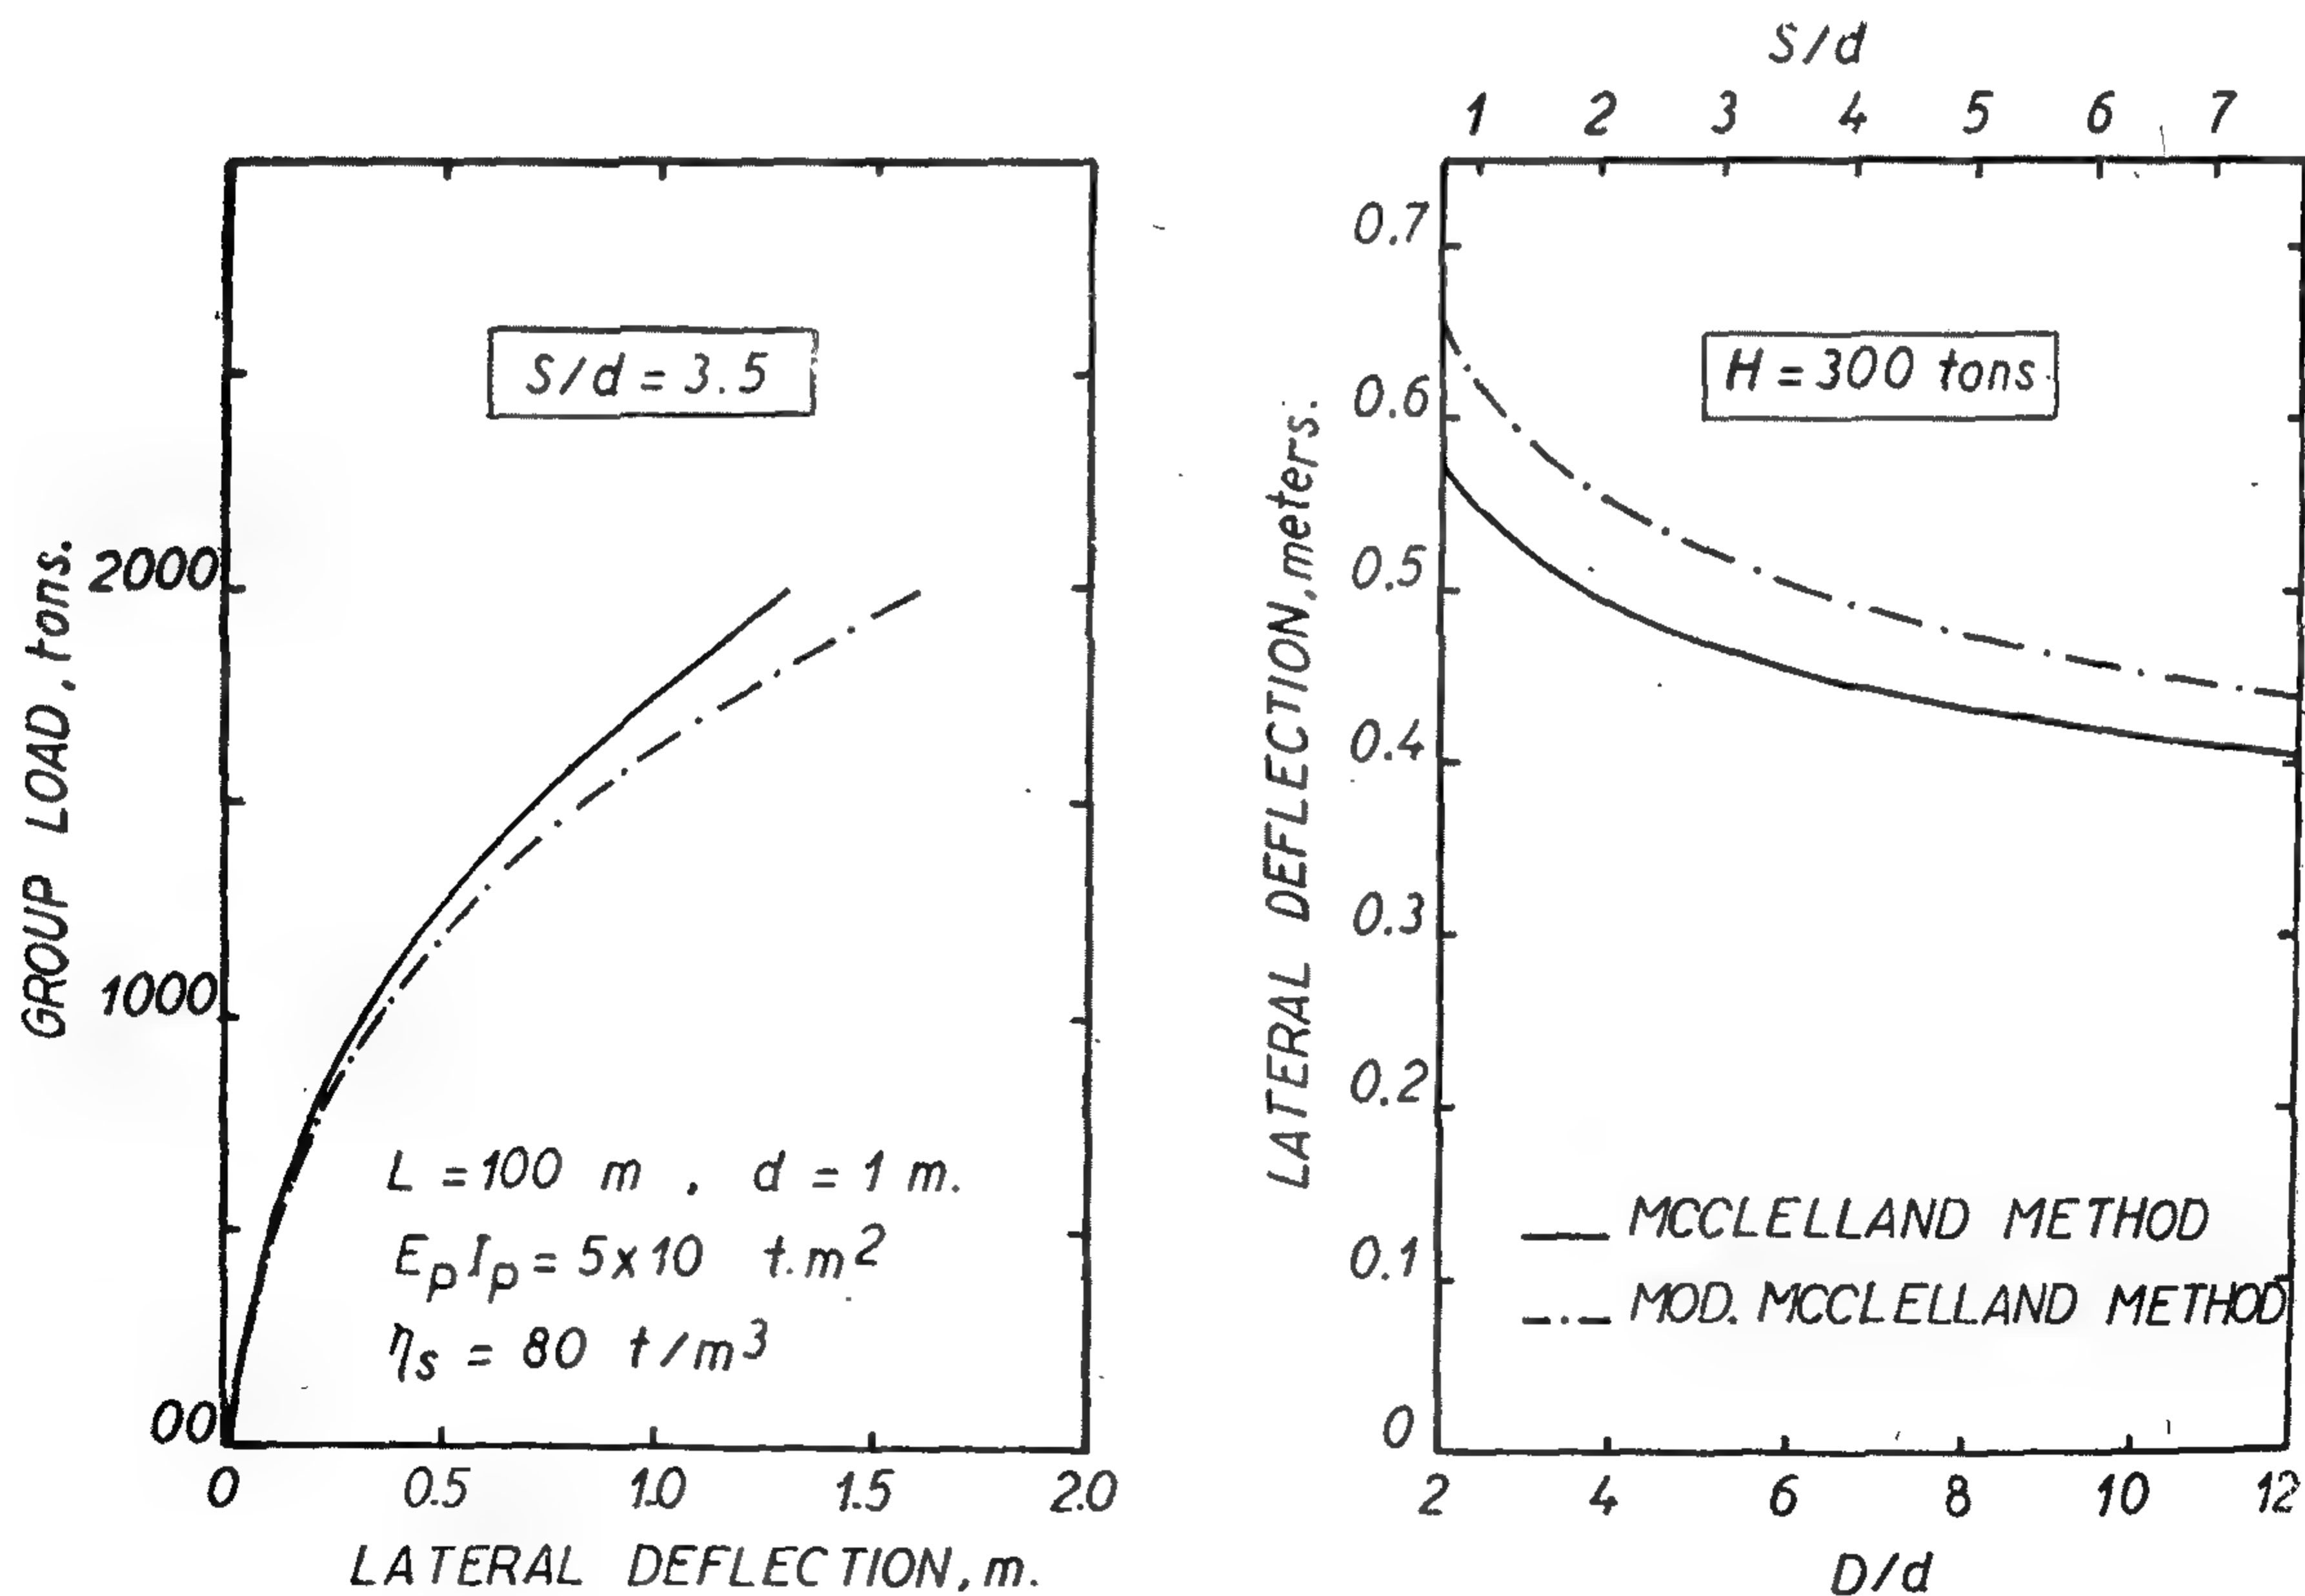 GROUP LOAD, tons.
2000
1000
00
S/d = 3.5
L = 100 m , d = 1 m.
EpIp = 5x10 t.m2
ηs = 80 t/m3
0 0.5 1.0 1.5 2.0
LATERAL DEFLECTION, m.
S/d
1 2 3 4 5 6 7
LATERAL DEFLECTION, meters.
0.7
0.6
0.5
0.4
0.3
0.2
0.1
0
H = 300 tons
MCCLELLAND METHOD
MOD. MCCLELLAND METHOD
2 4 6 8 10 12
D/d